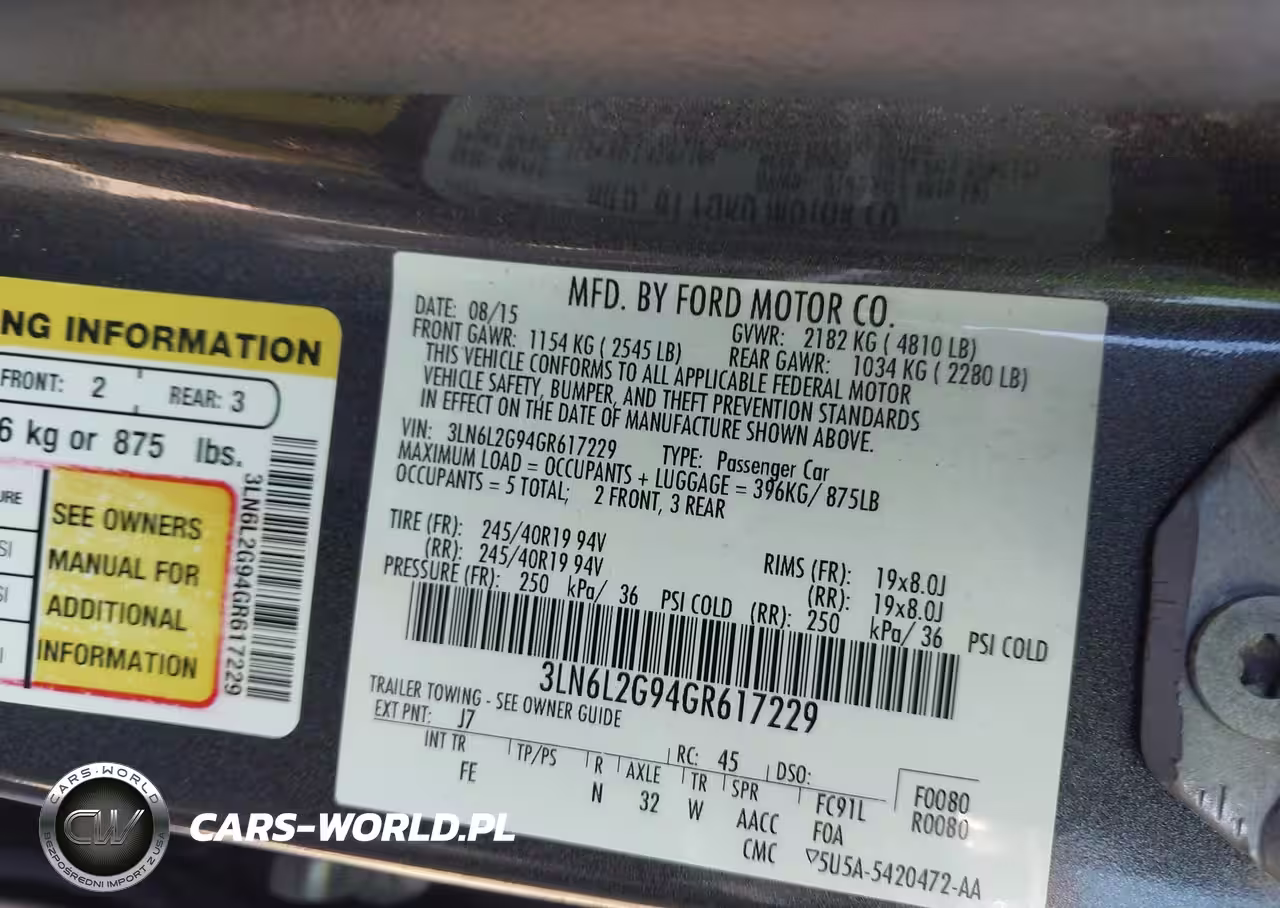 NG INFORMATION
FRONT: 2 REAR: 3
6 kg or 875 lbs.
URE
SI
SI
I
SEE OWNERS
MANUAL FOR
ADDITIONAL
INFORMATION
3LN6L2G94GR617229
MFD. BY FORD MOTOR CO.
DATE: 08/15 GVWR: 2182 KG ( 4810 LB)
FRONT GAWR: 1154 KG ( 2545 LB) REAR GAWR: 1034 KG ( 2280 LB)
THIS VEHICLE CONFORMS TO ALL APPLICABLE FEDERAL MOTOR
VEHICLE SAFETY, BUMPER, AND THEFT PREVENTION STANDARDS
IN EFFECT ON THE DATE OF MANUFACTURE SHOWN ABOVE.
VIN: 3LN6L2G94GR617229 TYPE: Passenger Car
MAXIMUM LOAD = OCCUPANTS + LUGGAGE = 396KG/ 875LB
OCCUPANTS = 5 TOTAL; 2 FRONT, 3 REAR
TIRE (FR): 245/40R19 94V RIMS (FR): 19x8.0J
(RR): 245/40R19 94V (RR): 19x8.0J
PRESSURE (FR): 250 kPa/ 36 PSI COLD (RR): 250 kPa/ 36 PSI COLD
3LN6L2G94GR617229
TRAILER TOWING - SEE OWNER GUIDE
EXT PNT: J7 RC: 45 DSO:
INT TR TP/PS R AXLE TR SPR FC91L F0080
FE N 32 W AACC F0A R0080
CMC ▽5U5A-5420472-AA
CARS-WORLD
CW
BEZPOŚREDNI IMPORT Z USA
CARS-WORLD.PL